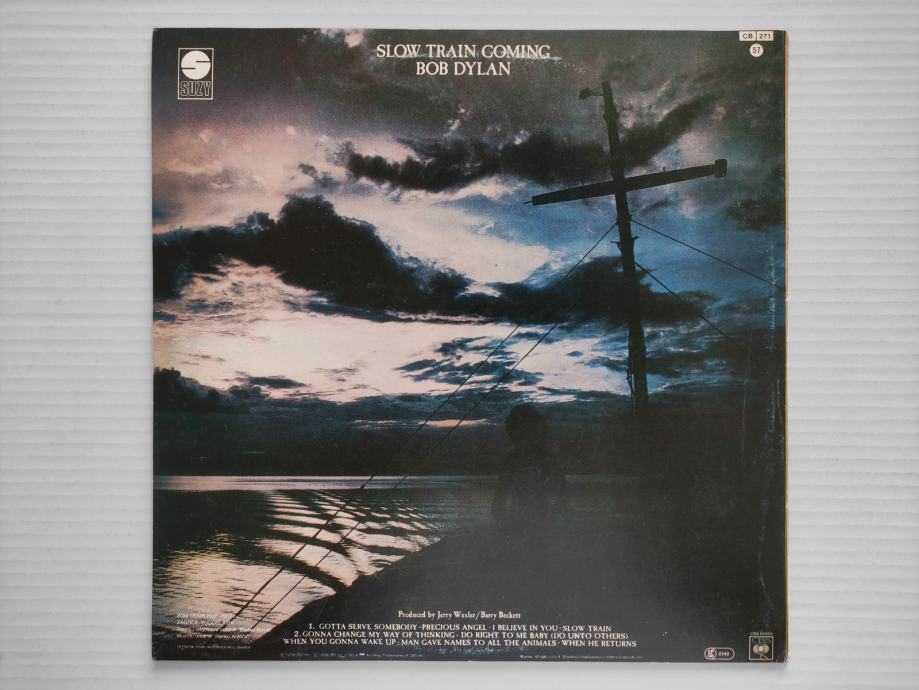 SLOW TRAIN COMING
BOB DYLAN
SUZY
CB 271
57
Produced by Jerry Wexler/Barry Beckett
1. GOTTA SERVE SOMEBODY · PRECIOUS ANGEL · I BELIEVE IN YOU · SLOW TRAIN
2. GONNA CHANGE MY WAY OF THINKING · DO RIGHT TO ME BABY (DO UNTO OTHERS)
WHEN YOU GONNA WAKE UP · MAN GAVE NAMES TO ALL THE ANIMALS · WHEN HE RETURNS